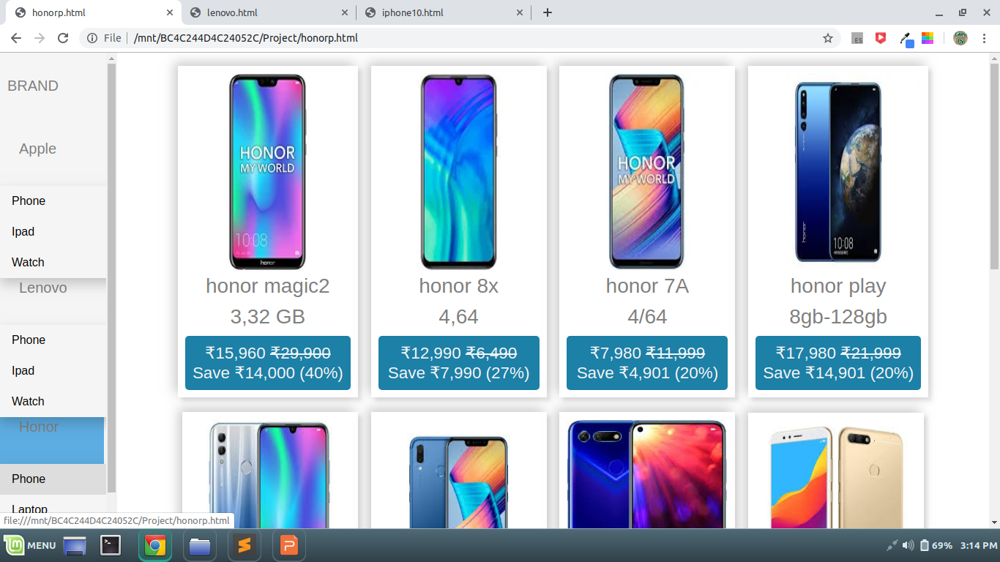 honorp.html
lenovo.html
iphone10.html
File
/mnt/BC4C244D4C24052C/Project/honorp.html
ES
BRAND
Apple
Phone
Ipad
Watch
Lenovo
Phone
Ipad
Watch
Honor
Phone
Laptop
HONOR
MY WORLD
10:08
honor
honor magic2
3,32 GB
₹15,960 ₹29,900
Save ₹14,000 (40%)
honor 8x
4,64
₹12,990 ₹6,490
Save ₹7,990 (27%)
HONOR
MY WORLD
honor 7A
4/64
₹7,980 ₹11,999
Save ₹4,901 (20%)
honor
10:08
honor play
8gb-128gb
₹17,980 ₹21,999
Save ₹14,901 (20%)
file:///mnt/BC4C244D4C24052C/Project/honorp.html
MENU
69%
3:14 PM